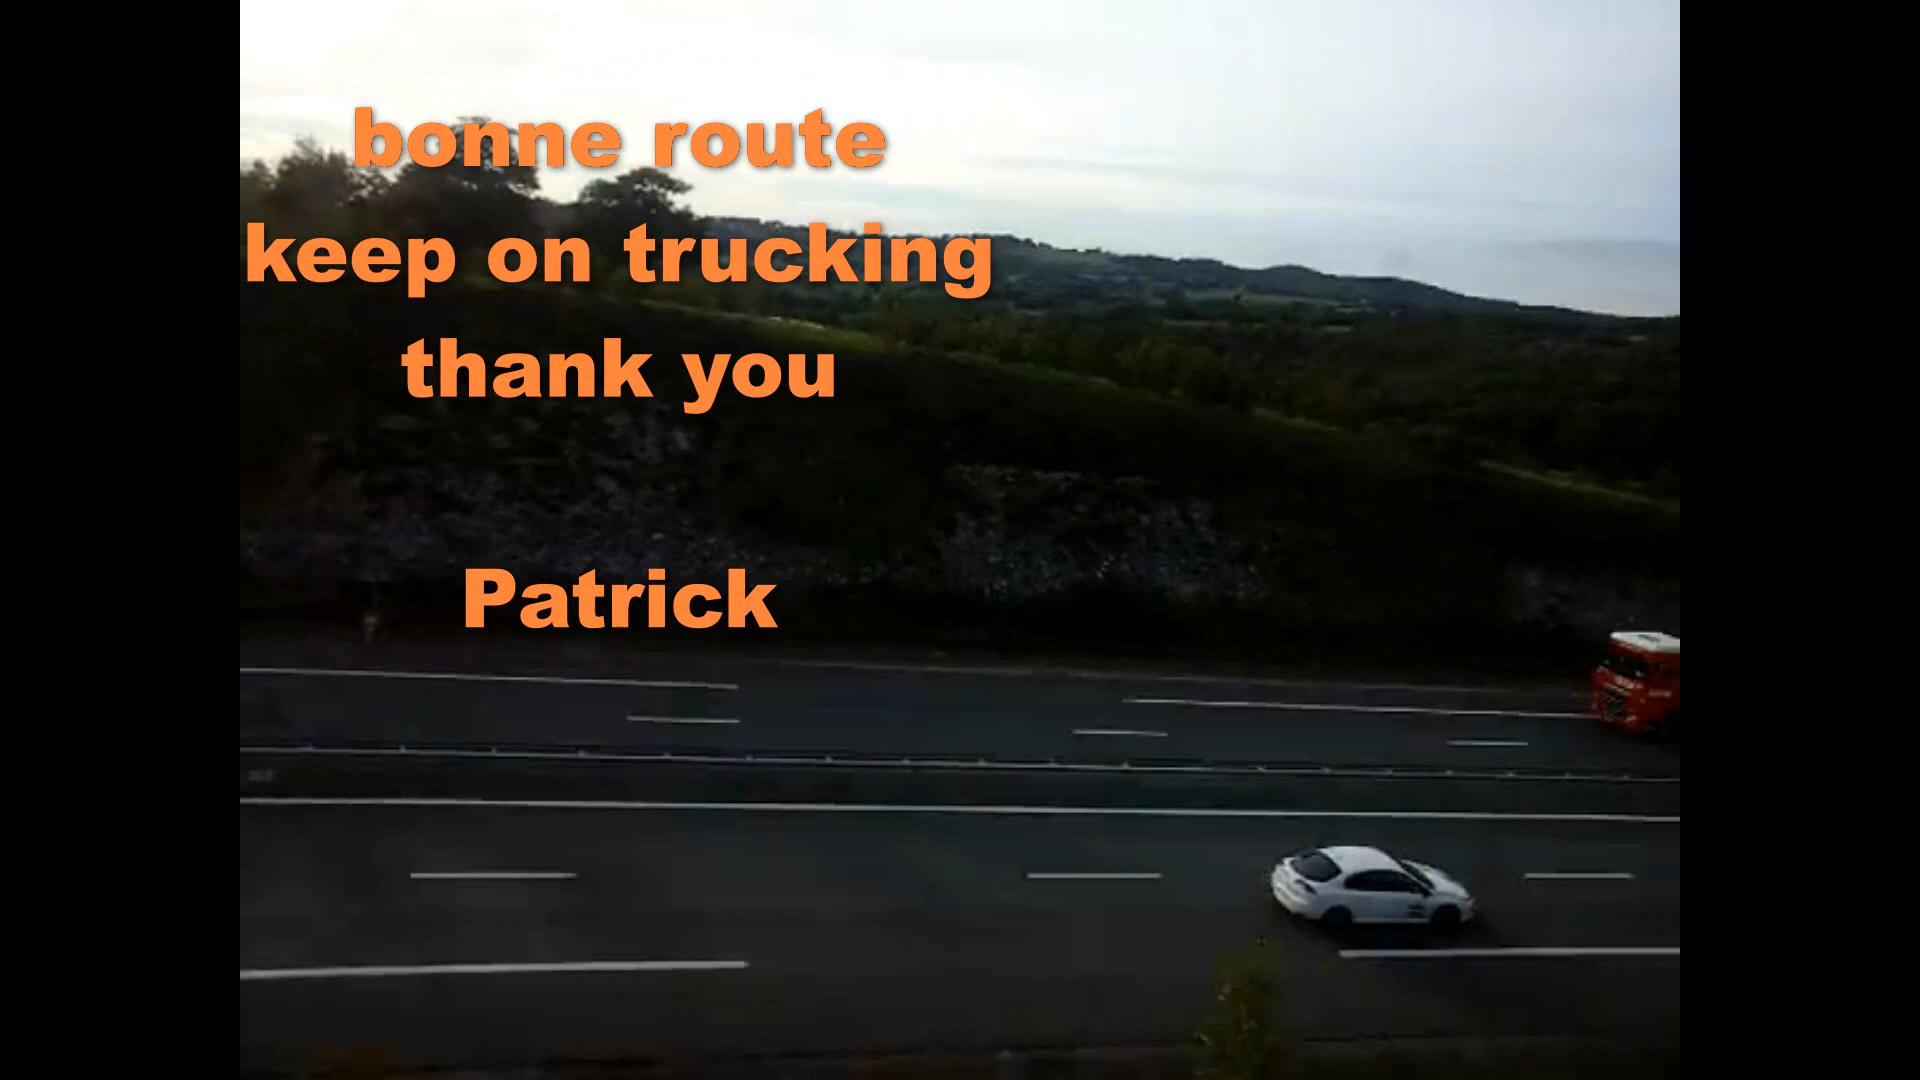 bonne route
keep on trucking
thank you
Patrick